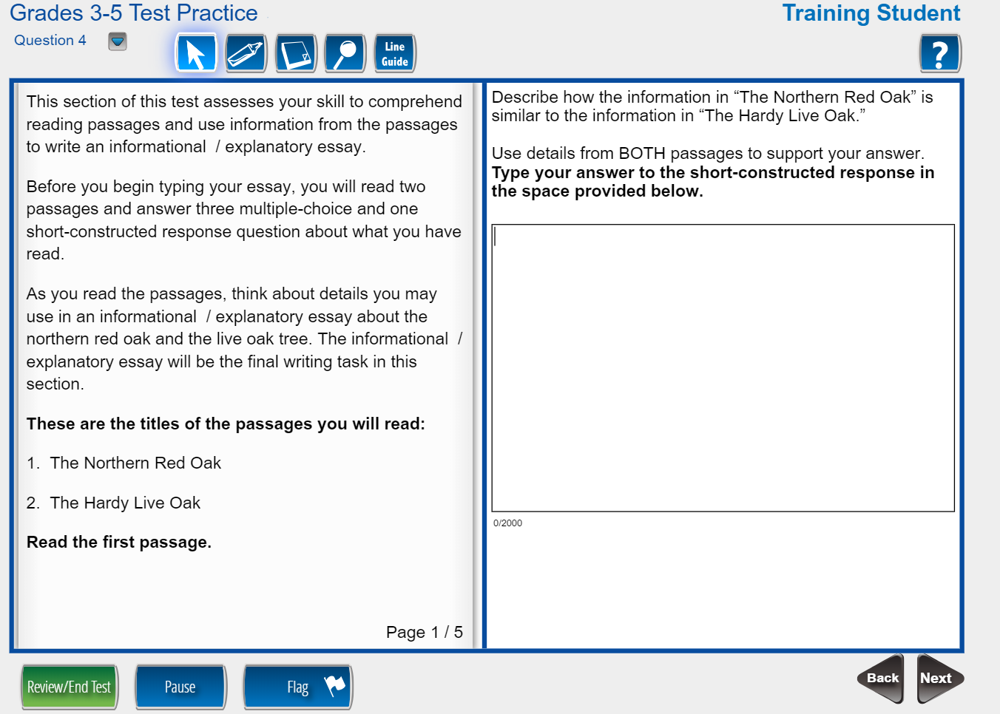 Grades 3-5 Test Practice
Training Student
Question 4
Line
Guide
?
This section of this test assesses your skill to comprehend
reading passages and use information from the passages
to write an informational / explanatory essay.
Before you begin typing your essay, you will read two
passages and answer three multiple-choice and one
short-constructed response question about what you have
read.
As you read the passages, think about details you may
use in an informational / explanatory essay about the
northern red oak and the live oak tree. The informational /
explanatory essay will be the final writing task in this
section.
These are the titles of the passages you will read:
1. The Northern Red Oak
2. The Hardy Live Oak
Read the first passage.
Page 1 / 5
Describe how the information in “The Northern Red Oak” is
similar to the information in “The Hardy Live Oak.”
Use details from BOTH passages to support your answer.
Type your answer to the short-constructed response in
the space provided below.
0/2000
Review/End Test
Pause
Flag
Back
Next